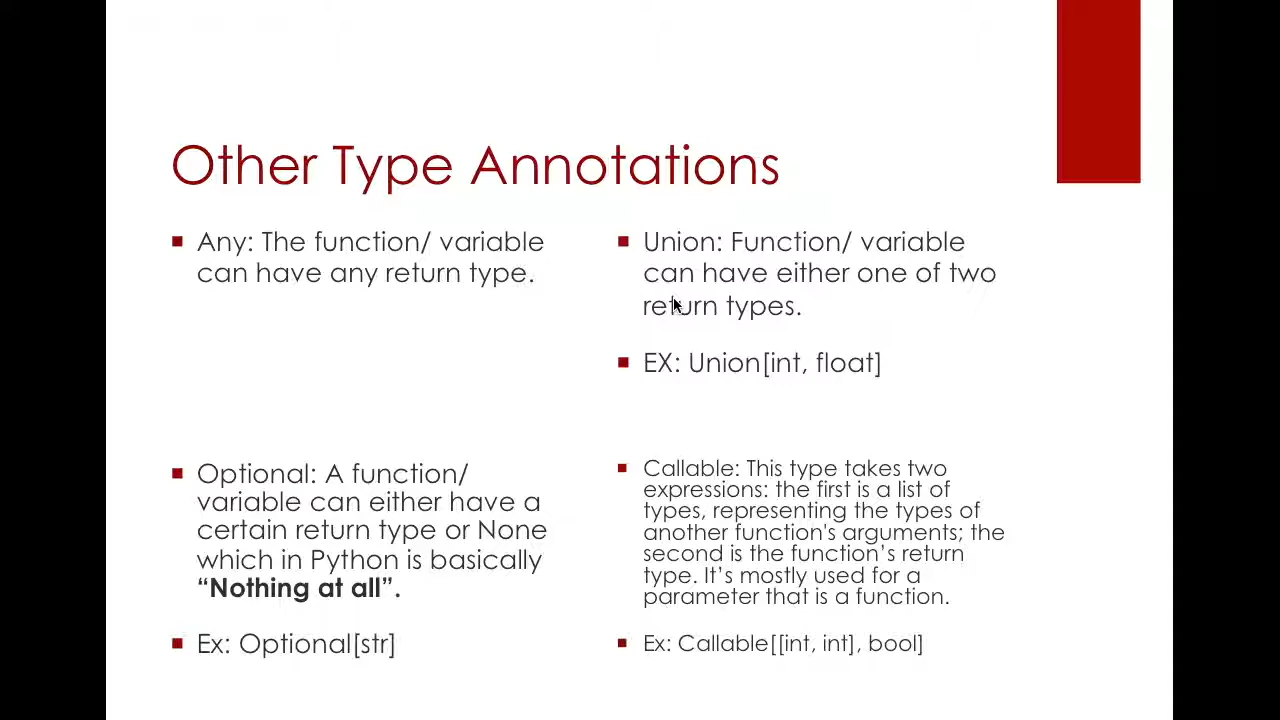 Other Type Annotations
Any: The function/ variable
can have any return type.
Union: Function/ variable
can have either one of two
return types.
EX: Union[int, float]
Optional: A function/
variable can either have a
certain return type or None
which in Python is basically
“Nothing at all”.
Ex: Optional[str]
Callable: This type takes two
expressions: the first is a list of
types, representing the types of
another function's arguments; the
second is the function’s return
type. It’s mostly used for a
parameter that is a function.
Ex: Callable[[int, int], bool]